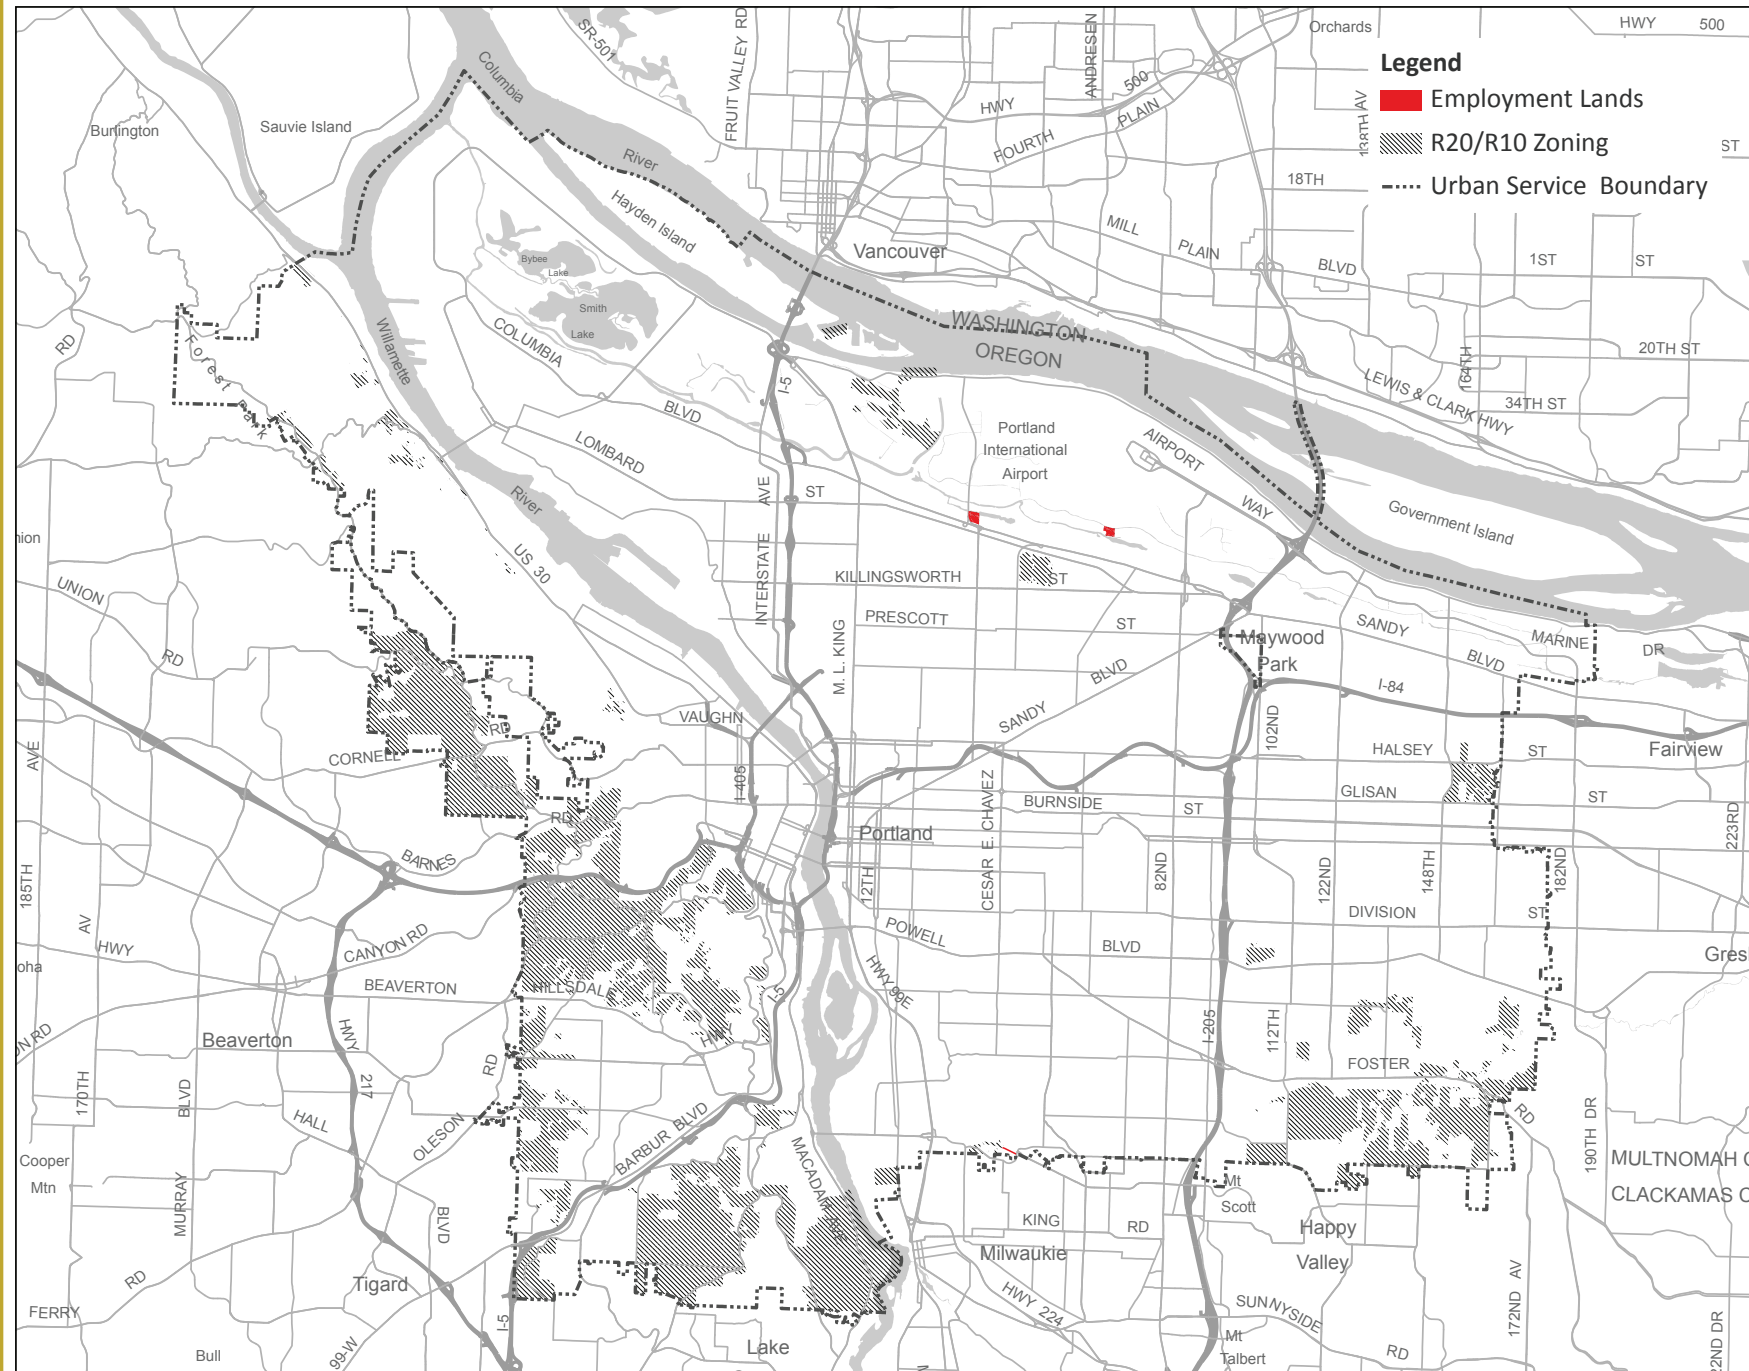 Legend
Employment Lands
R20/R10 Zoning
Urban Service Boundary
SR-501
FRUIT VALLEY RD
ANDRESEN
Orchards
HWY 500
Columbia
Burlington
Sauvie Island
HWY
500
FOURTH
PLAIN
138TH AV
ST
River
18TH
Hayden Island
MILL
PLAIN
BLVD
Vancouver
1ST
ST
Bybee
Lake
Smith
Lake
COLUMBIA
BLVD
Willamette
RD
Forest
Park
WASHINGTON
OREGON
I-5
20TH ST
164TH
LEWIS & CLARK HWY
34TH ST
LOMBARD
ST
Portland
International
Airport
AIRPORT
WAY
Government Island
River
US 30
INTERSTATE AVE
nion
UNION
RD
KILLINGSWORTH
ST
PRESCOTT
ST
M. L. KING
Maywood
Park
SANDY
BLVD
MARINE
DR
SANDY
BLVD
I-84
VAUGHN
RD
CORNELL
102ND
HALSEY
ST
Fairview
AVE
185TH
I-405
RD
BURNSIDE
ST
GLISAN
ST
CESAR E. CHAVEZ
223RD
BARNES
Portland
12TH
82ND
122ND
148TH
182ND
DIVISION
ST
AV
HWY
oha
CANYON RD
BEAVERTON
HILLSDALE
HWY
POWELL
BLVD
HWY 99E
Gres
I-5
ON RD
Beaverton
HWY
217
RD
I-205
112TH
FOSTER
RD
170TH
BLVD
MURRAY
HALL
BLVD
OLESON
BARBUR BLVD
MACADAM AVE
190TH DR
Cooper
Mtn
MULTNOMAH C
CLACKAMAS C
Mt
Scott
KING
RD
Milwaukie
Happy
Valley
RD
FERRY
Tigard
HWY 224
SUNNYSIDE
RD
172ND AV
Bull
99-W
I-5
Lake
Mt
Talbert